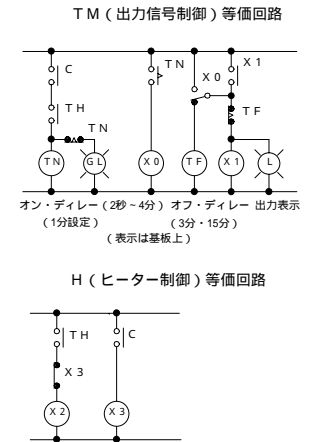 ＴＭ（出力信号制御）等価回路
C
ＴＨ
ＴＮ
ＴＮ
ＧＬ
ＴＮ
Ｘ０
Ｘ０
ＴＦ
Ｘ１
ＴＦ
Ｘ１
Ｌ
オン・ディレー（2秒～4分）
（1分設定）
（表示は基板上）
オフ・ディレー
（3分・15分）
出力表示
Ｈ（ヒーター制御）等価回路
ＴＨ
Ｃ
Ｘ３
Ｘ２
Ｘ３